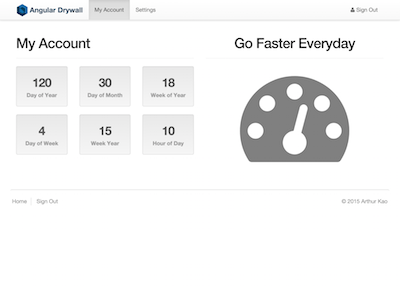 Angular Drywall My Account Settings Sign Out
My Account
Go Faster Everyday
120 30 18
Day of Year Day of Month Week of Year
4 15 10
Day of Week Week Year Hour of Day
Home Sign Out © 2015 Arthur Kao